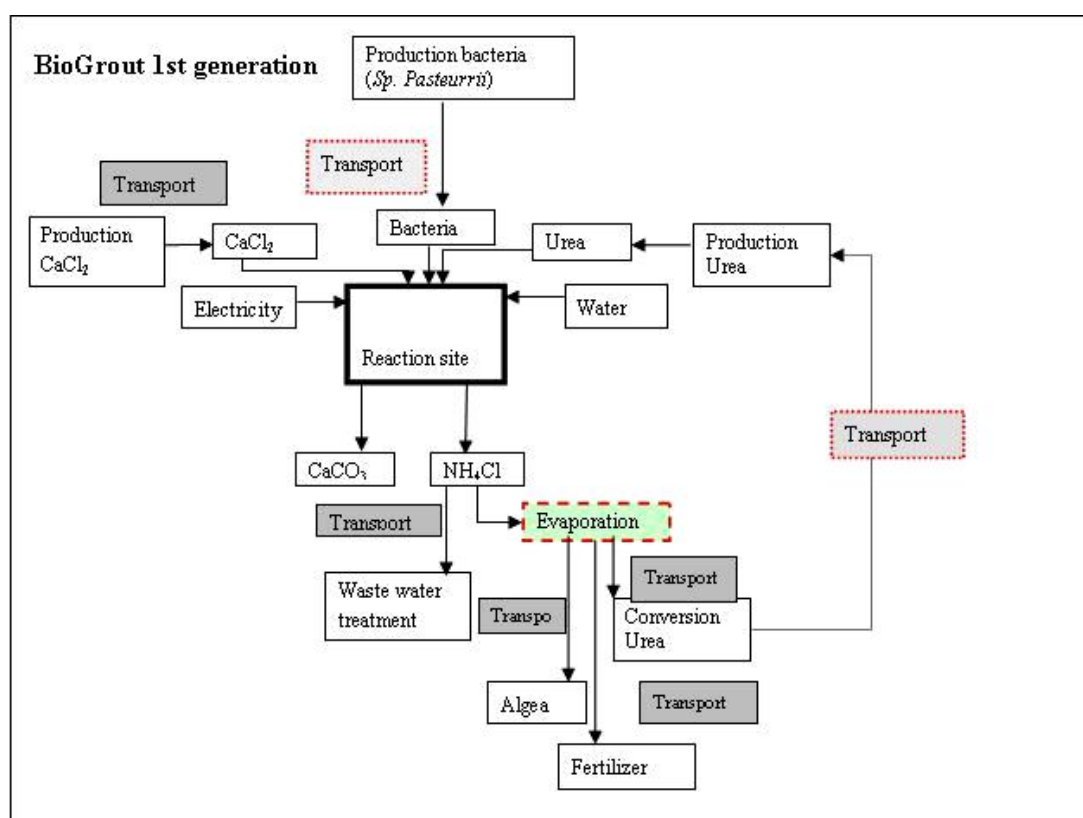 BioGrout 1st generation
Production bacteria
(Sp. Pasteurrii)
Transport
Transport
Production
CaCl₂
CaCl₂
Bacteria
Urea
Production
Urea
Electricity
Water
Reaction site
Transport
CaCO₃
NH₄Cl
Transport
Evaporation
Waste water
treatment
Transpo
Transport
Conversion
Urea
Algea
Transport
Fertilizer